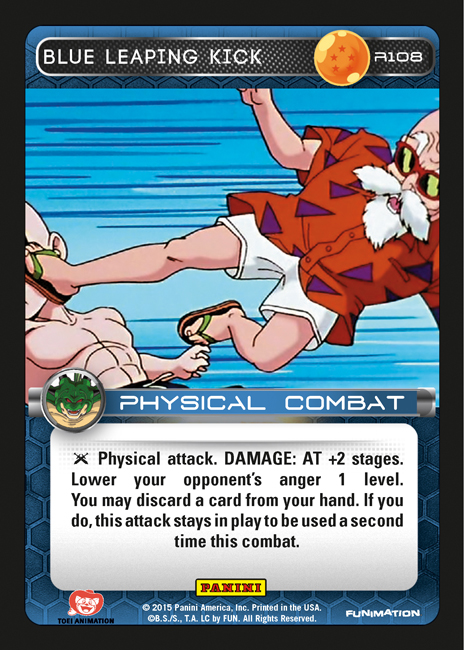 BLUE LEAPING KICK
R108
PHYSICAL COMBAT
Physical attack. DAMAGE: AT +2 stages.
Lower your opponent's anger 1 level.
You may discard a card from your hand. If you
do, this attack stays in play to be used a second
time this combat.
PANINI
© 2015 Panini America, Inc. Printed in the USA.
©B.S./S., T.A. LC by FUN. All Rights Reserved.
TOEI ANIMATION
FUNIMATION